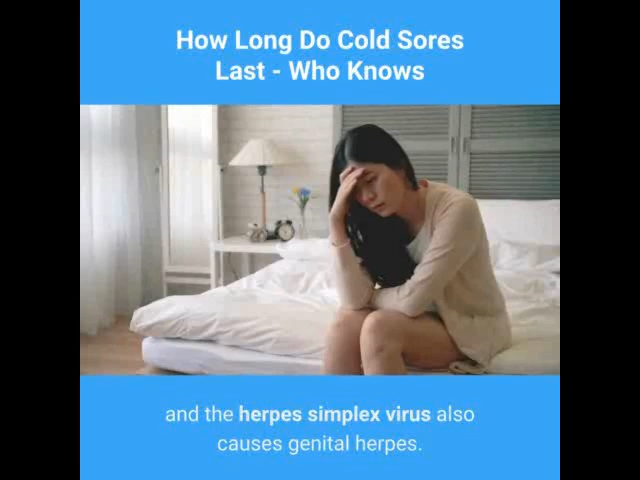 How Long Do Cold Sores
Last - Who Knows
and the herpes simplex virus also
causes genital herpes.